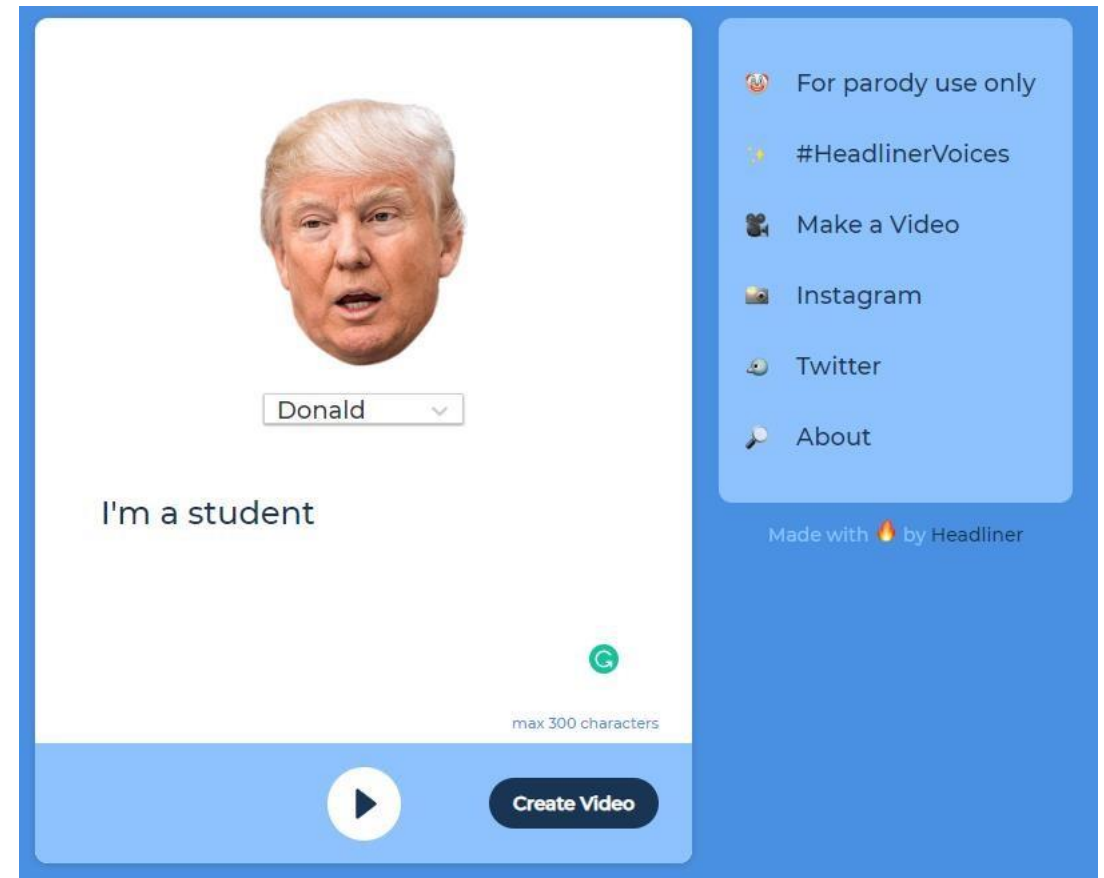 Donald
I'm a student
max 300 characters
Create Video
For parody use only
#HeadlinerVoices
Make a Video
Instagram
Twitter
About
Made with 🔥 by Headliner